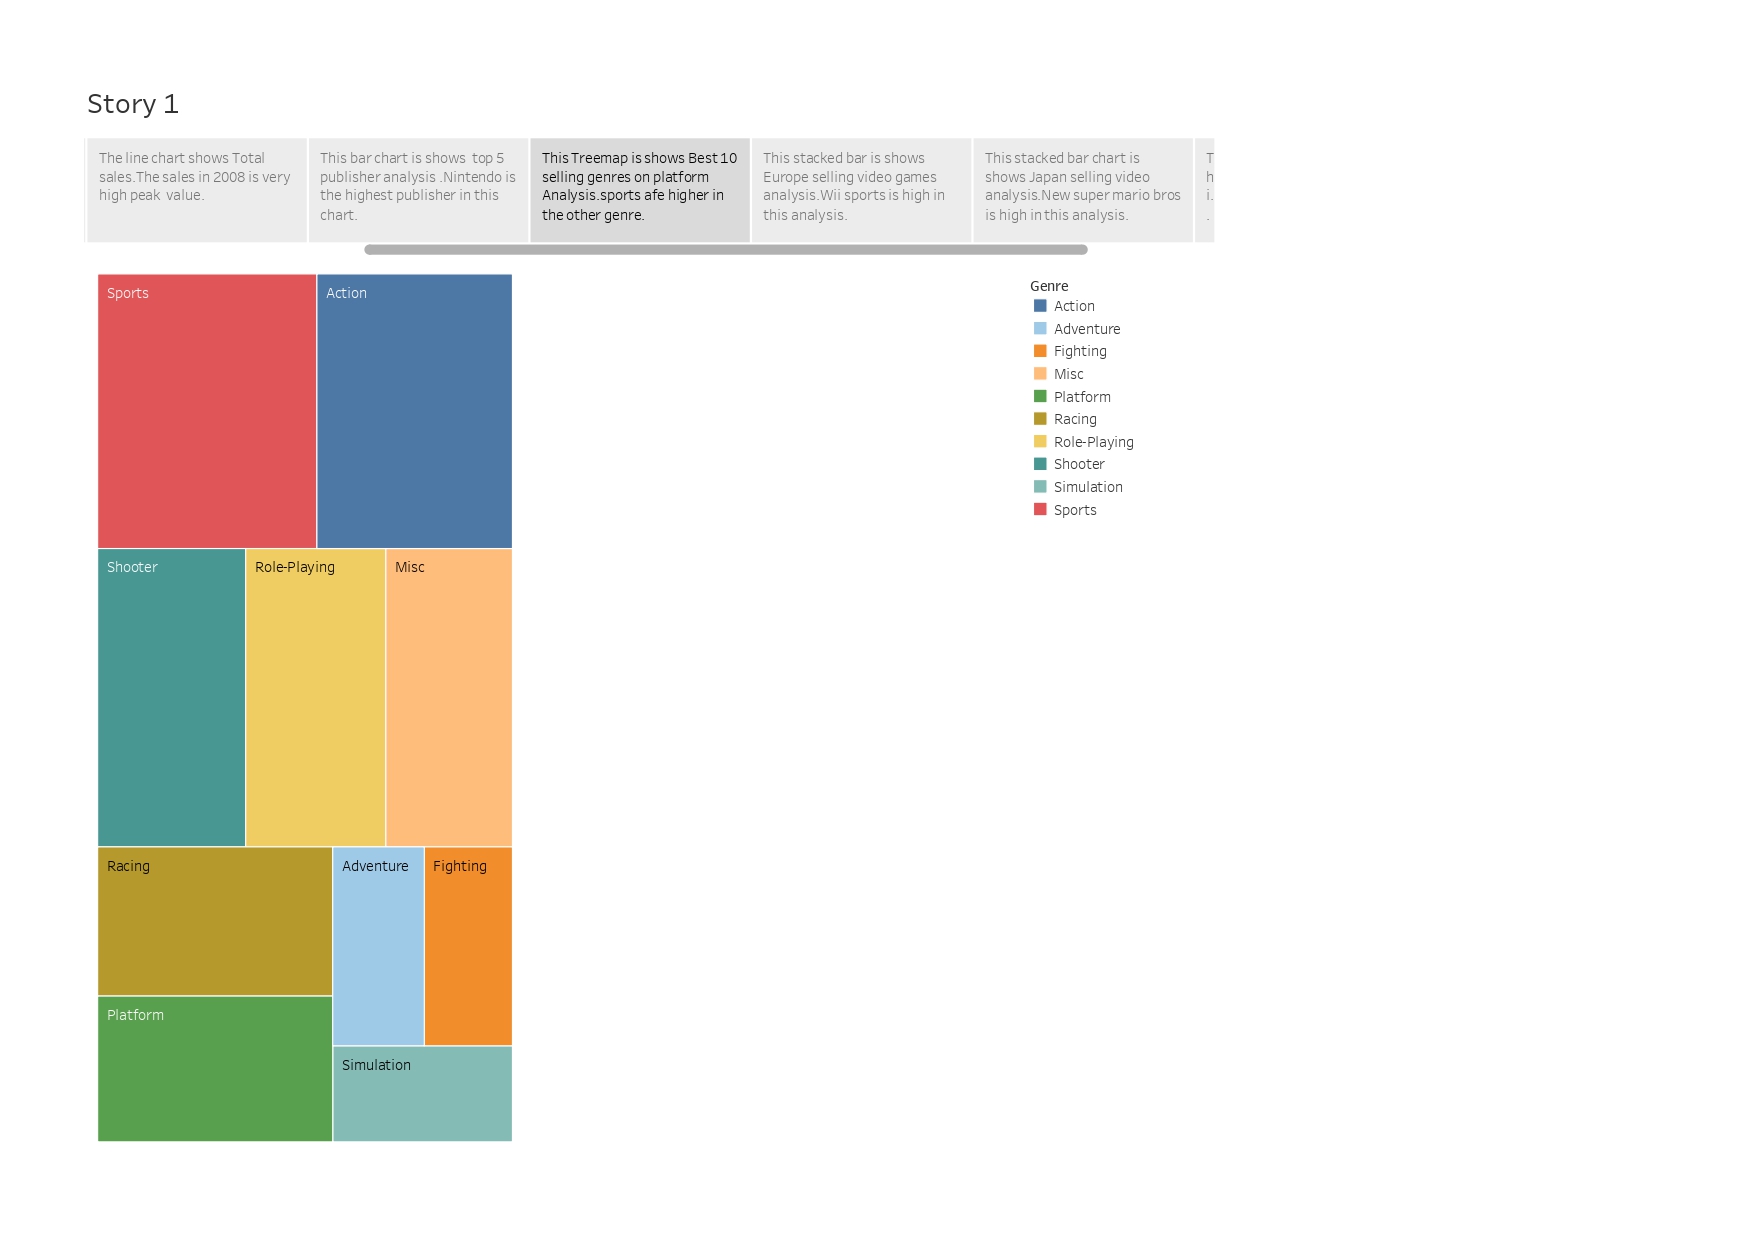 Story 1
The line chart shows Total
sales.The sales in 2008 is very
high peak  value.
This bar chart is shows  top 5
publisher analysis .Nintendo is
the highest publisher in this
chart.
This Treemap is shows Best 10
selling genres on platform
Analysis.sports afe higher in
the other genre.
This stacked bar is shows
Europe selling video games
analysis.Wii sports is high in
this analysis.
This stacked bar chart is
shows Japan selling video
analysis.New super mario bros
is high in this analysis.
T
h
i.
.
Sports
Action
Shooter
Role-Playing
Misc
Racing
Adventure
Fighting
Platform
Simulation
Genre
Action
Adventure
Fighting
Misc
Platform
Racing
Role-Playing
Shooter
Simulation
Sports